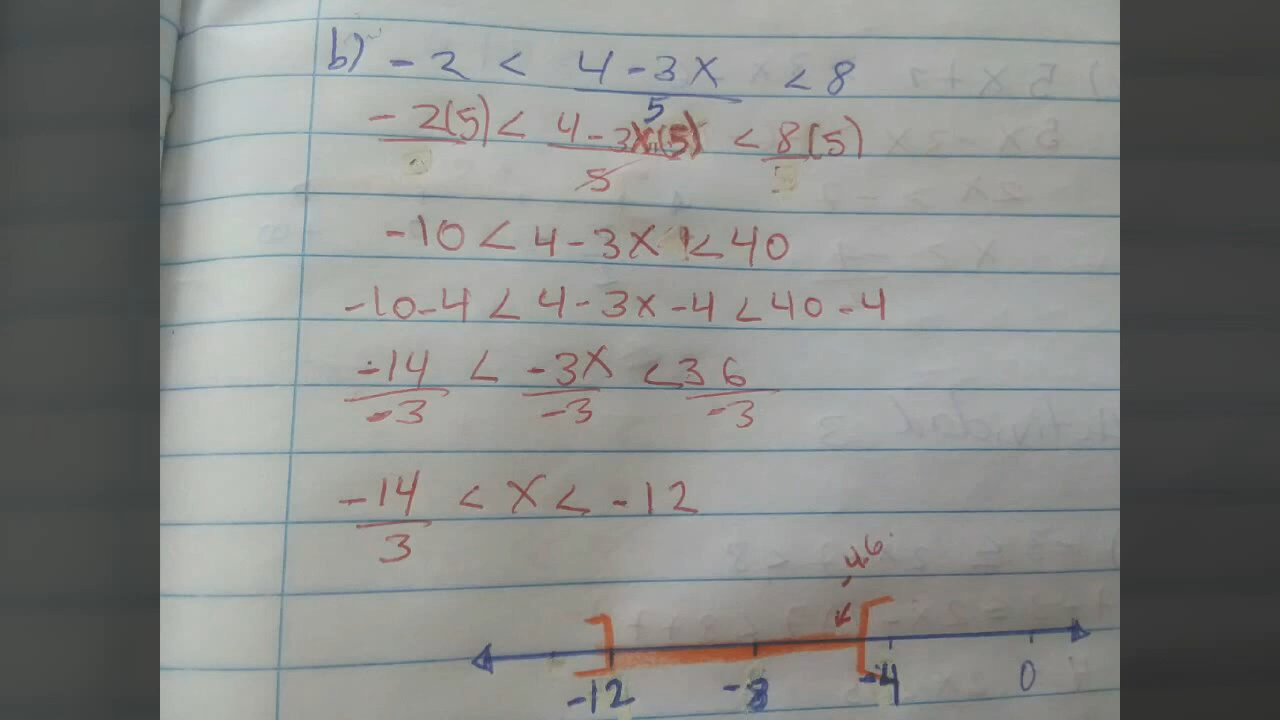 b) -2 < (4-3x)/5 < 8
-2(5) < (4-3x(5))/5 < 8(5)
-10 < 4-3x < 40
-10-4 < 4-3x-4 < 40-4
-14/-3 < -3x/-3 < 36/-3
-14/3 < x < -12
-4.6
-12 -8 -4 0